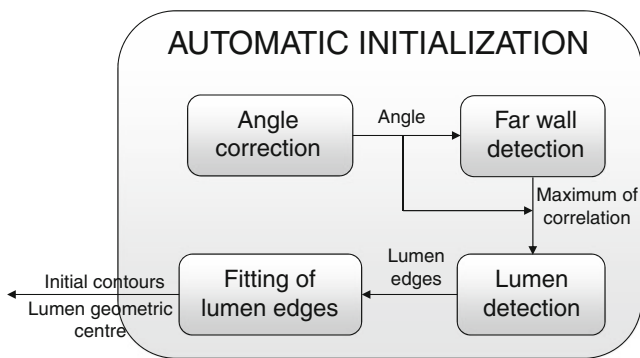 AUTOMATIC INITIALIZATION
Angle
correction
Angle
Far wall
detection
Maximum of
correlation
Initial contours
Lumen geometric
centre
Fitting of
lumen edges
Lumen
edges
Lumen
detection